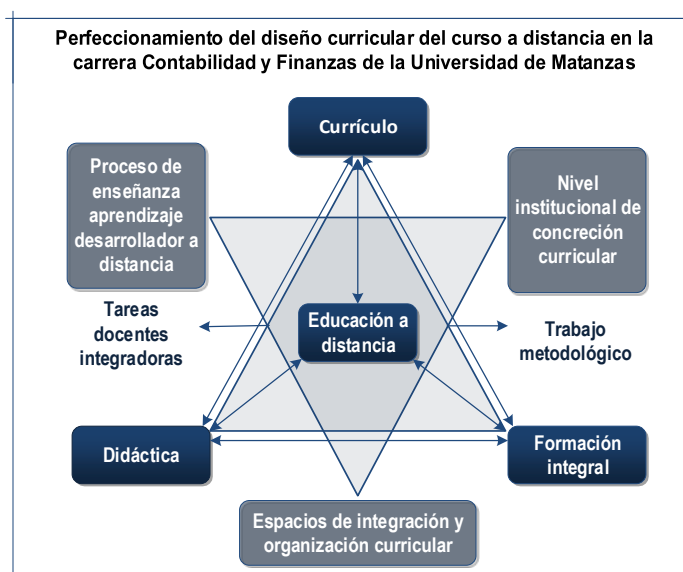 Perfeccionamiento del diseño curricular del curso a distancia en la
carrera Contabilidad y Finanzas de la Universidad de Matanzas
Currículo
Proceso de
enseñanza
aprizaje
desarrollador a
distancia
Nivel
institucional de
concreción
curricular
Tareas
docentes
integradoras
Educación a
distancia
Trabajo
metodológico
Didáctica
Formación
integral
Espacios de integración y
organización curricular